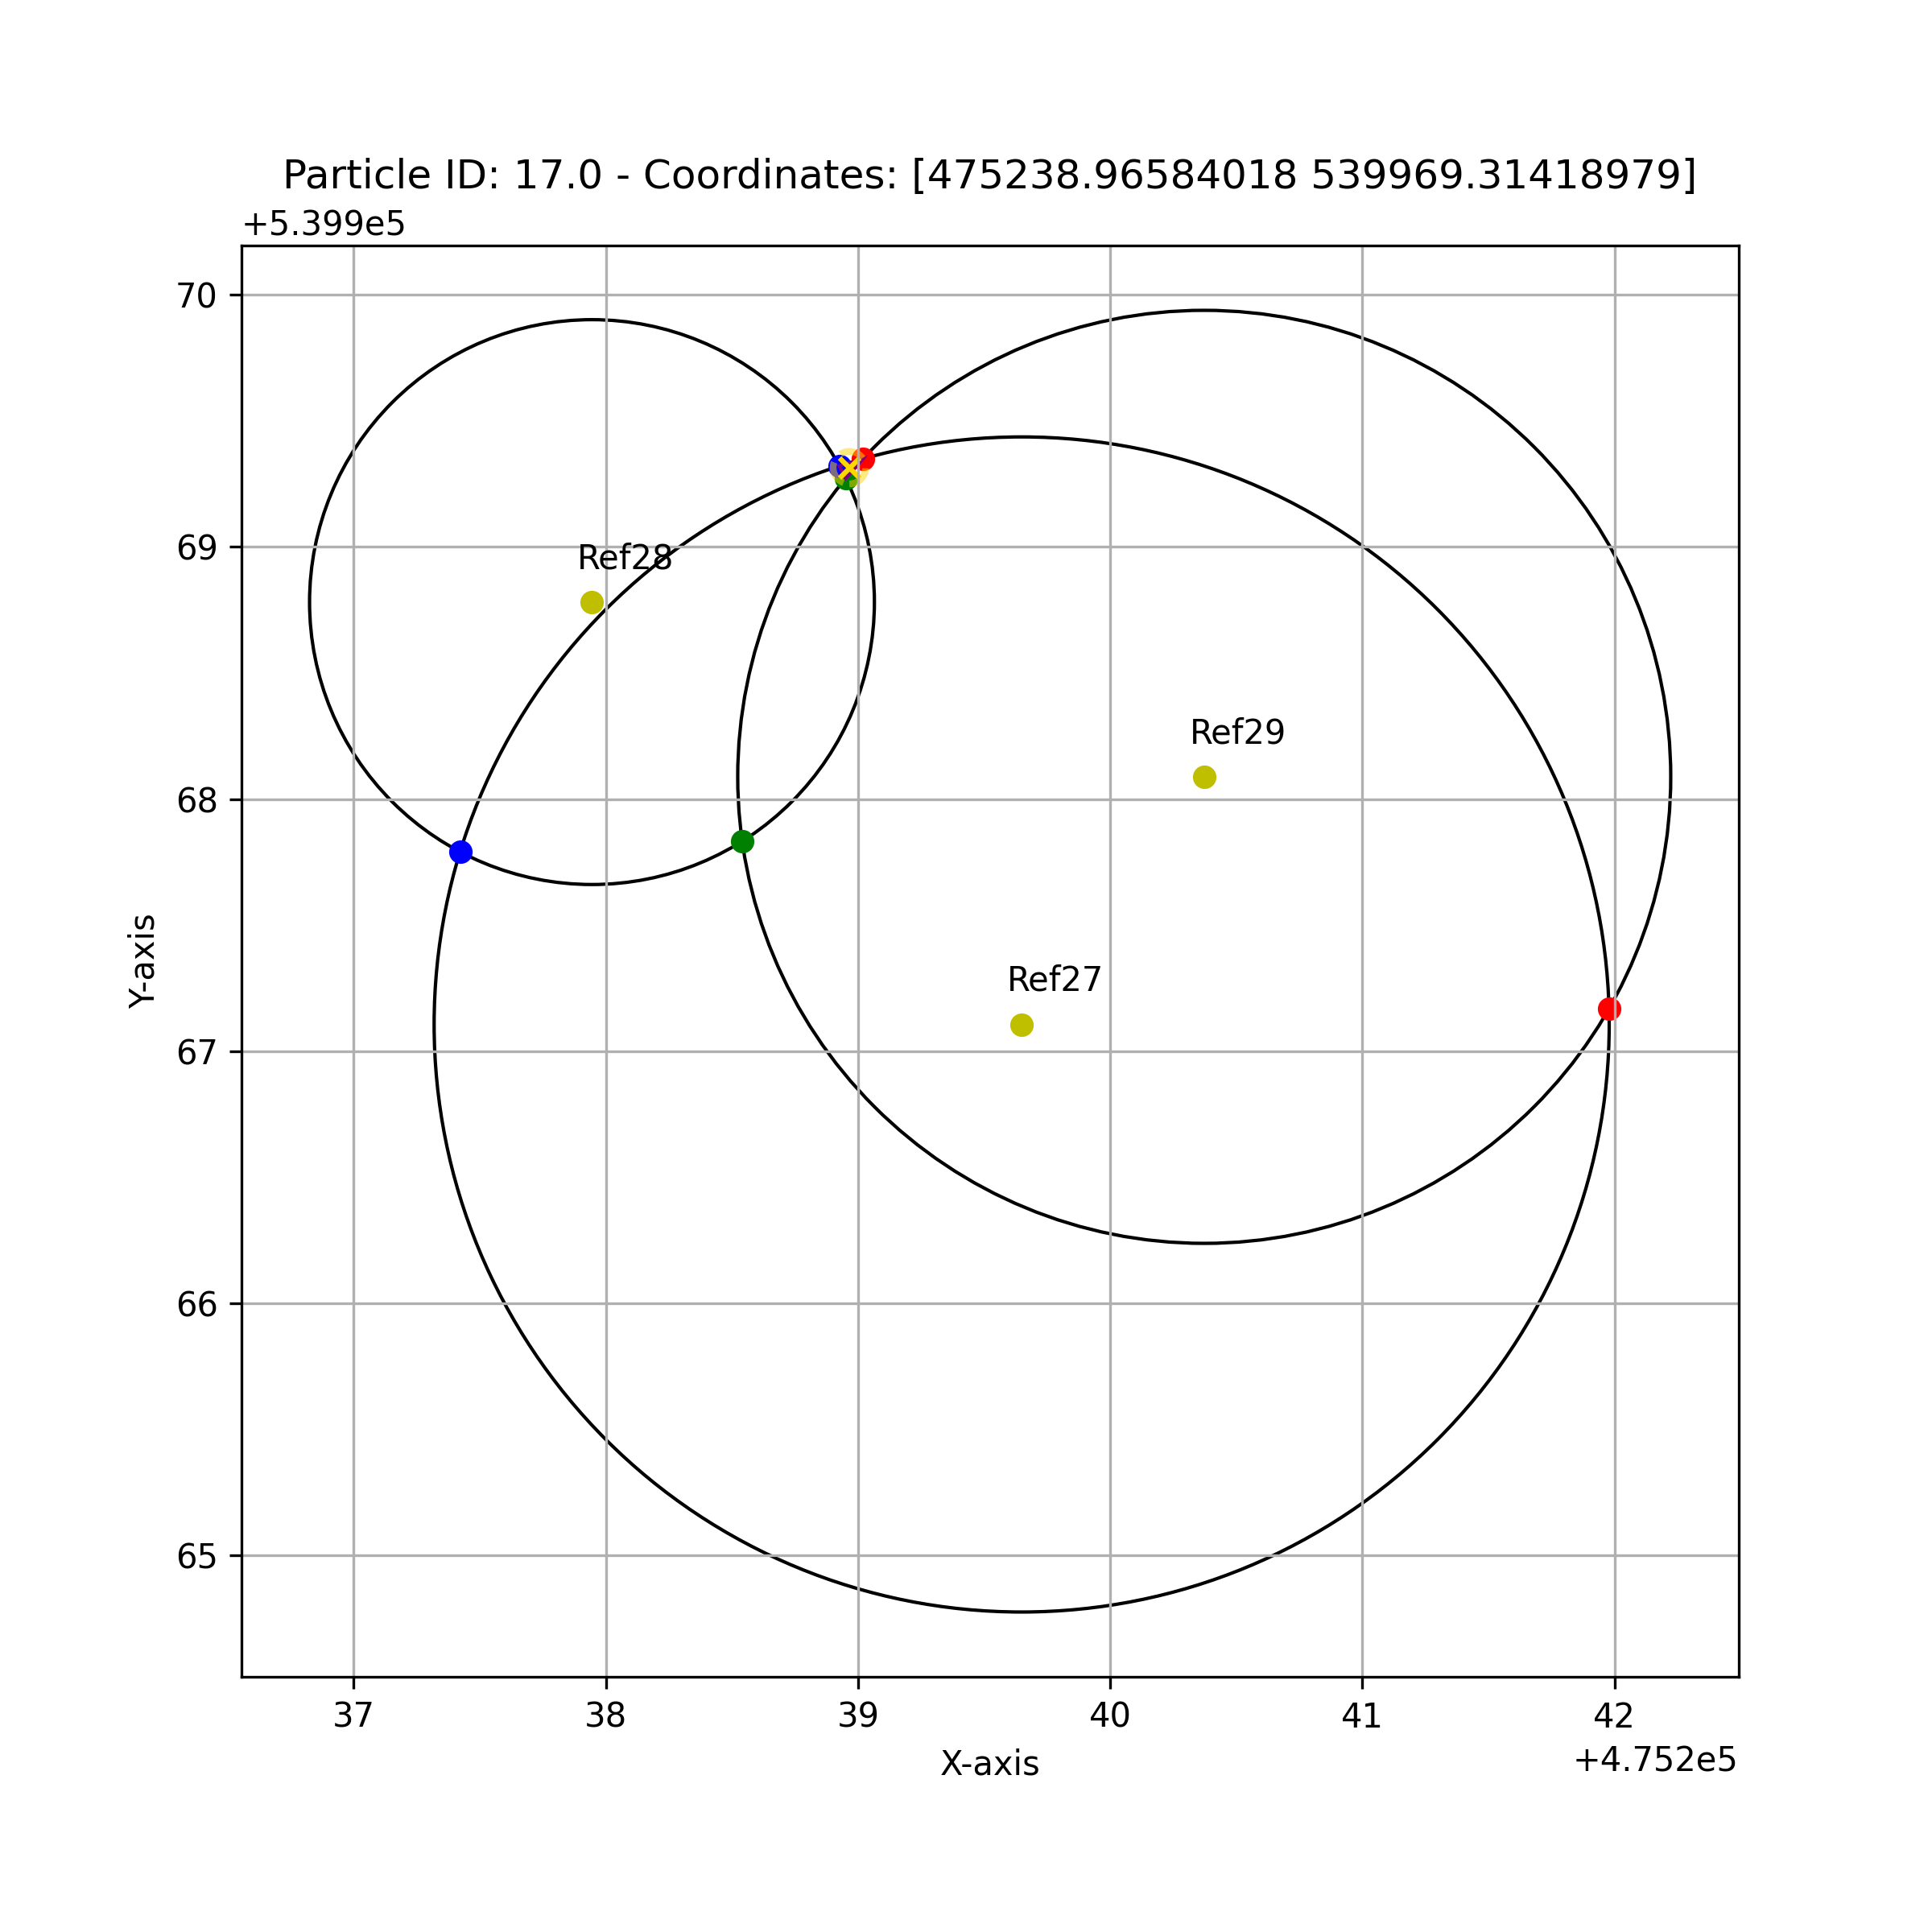 Particle ID: 17.0 - Coordinates: [475238.96584018 539969.31418979]
+5.399e5
70
69
68
67
66
65
Y-axis
Ref28
Ref29
Ref27
37 38 39 40 41 42
X-axis
+4.752e5